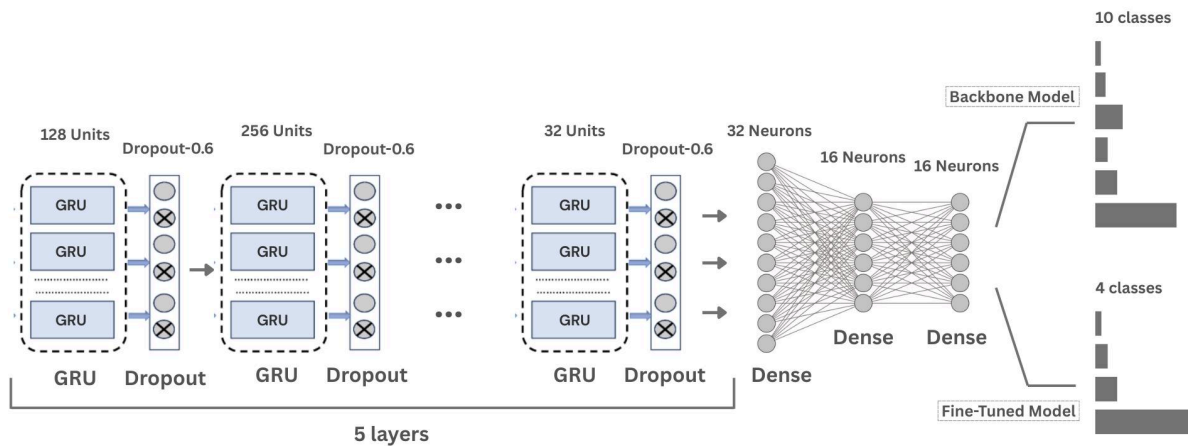 10 classes
Backbone Model
128 Units
Dropout-0.6
256 Units
Dropout-0.6
32 Units
Dropout-0.6
32 Neurons
16 Neurons
16 Neurons
GRU
GRU
GRU
GRU
GRU
GRU
GRU
GRU
GRU
4 classes
GRU
Dropout
GRU
Dropout
GRU
Dropout
Dense
Dense
Dense
Fine-Tuned Model
5 layers